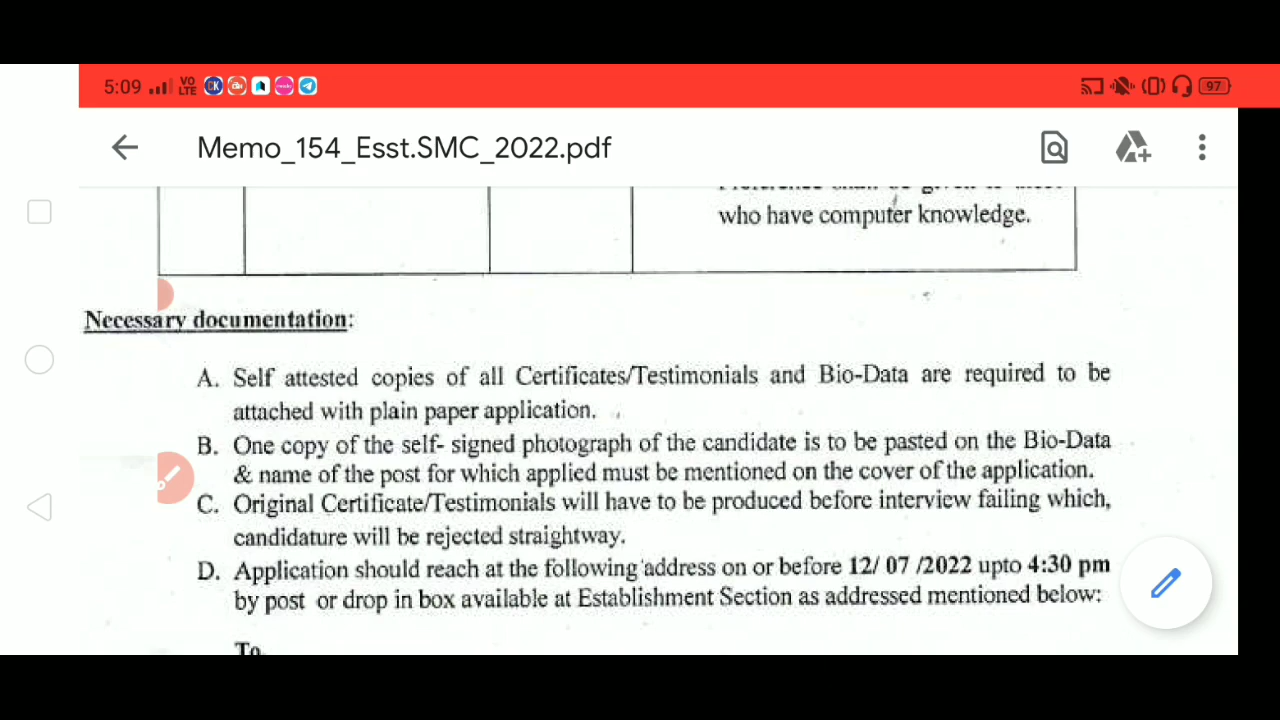 5:09 VO LTE 97
Memo_154_Esst.SMC_2022.pdf
who have computer knowledge.
Necessary documentation:
A. Self attested copies of all Certificates/Testimonials and Bio-Data are required to be
attached with plain paper application.
B. One copy of the self- signed photograph of the candidate is to be pasted on the Bio-Data
& name of the post for which applied must be mentioned on the cover of the application.
C. Original Certificate/Testimonials will have to be produced before interview failing which,
candidature will be rejected straightway.
D. Application should reach at the following address on or before 12/ 07 /2022 upto 4:30 pm
by post or drop in box available at Establishment Section as addressed mentioned below:
To